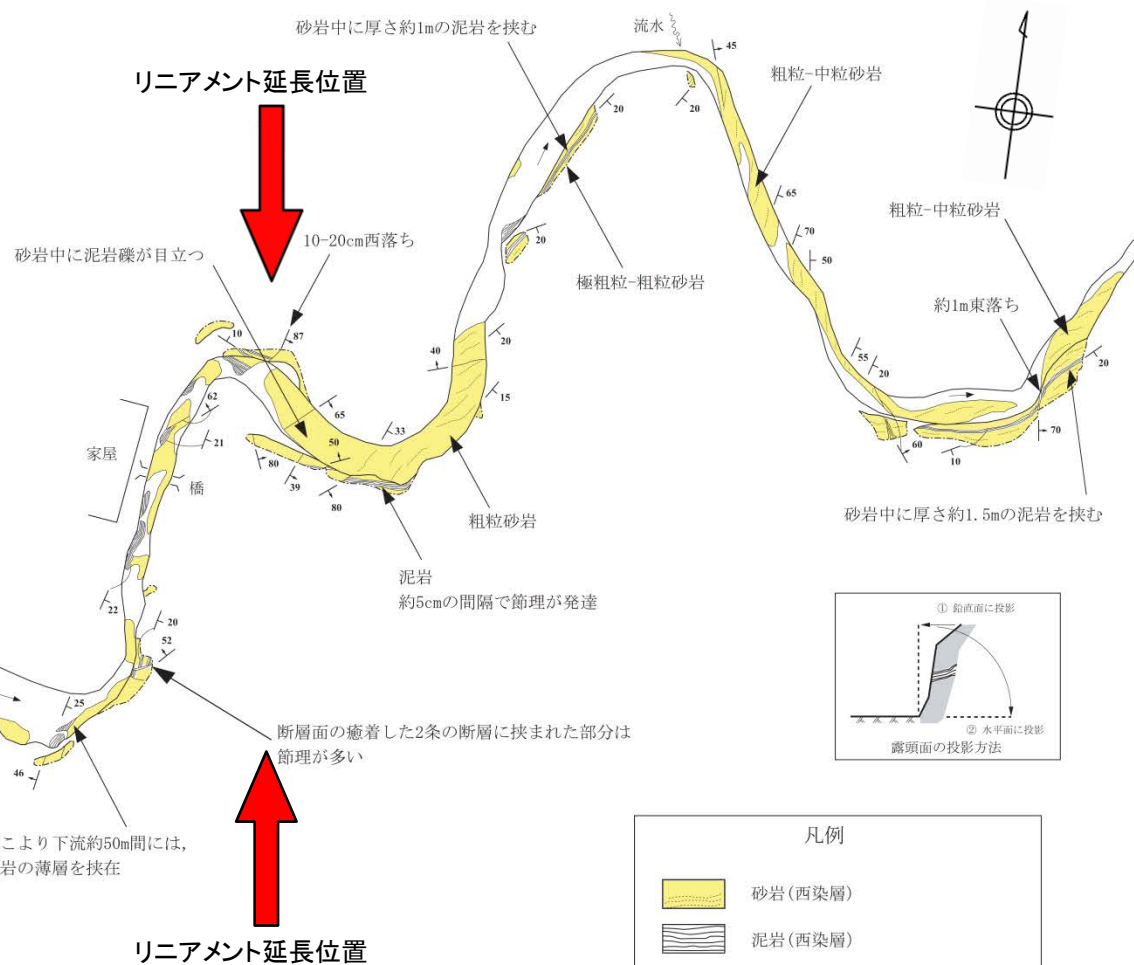 砂岩中に厚さ約1mの泥岩を挟む
流水
45
粗粒-中粒砂岩
リニアメント延長位置
20
20
65
粗粒-中粒砂岩
砂岩中に泥岩礫が目立つ
10-20cm西落ち
20
70
50
極粗粒-粗粒砂岩
約1m東落ち
10
87
40
20
55
20
20
62
65
15
33
21
50
家屋
80
60
70
10
橋
39
80
粗粒砂岩
砂岩中に厚さ約1.5mの泥岩を挟む
泥岩
約5cmの間隔で節理が発達
22
20
52
① 鉛直面に投影
25
断層面の癒着した2条の断層に挟まれた部分は
節理が多い
② 水平面に投影
露頭面の投影方法
46
こより下流約50m間には,
岩の薄層を挟在
凡例
砂岩(西染層)
泥岩(西染層)
リニアメント延長位置